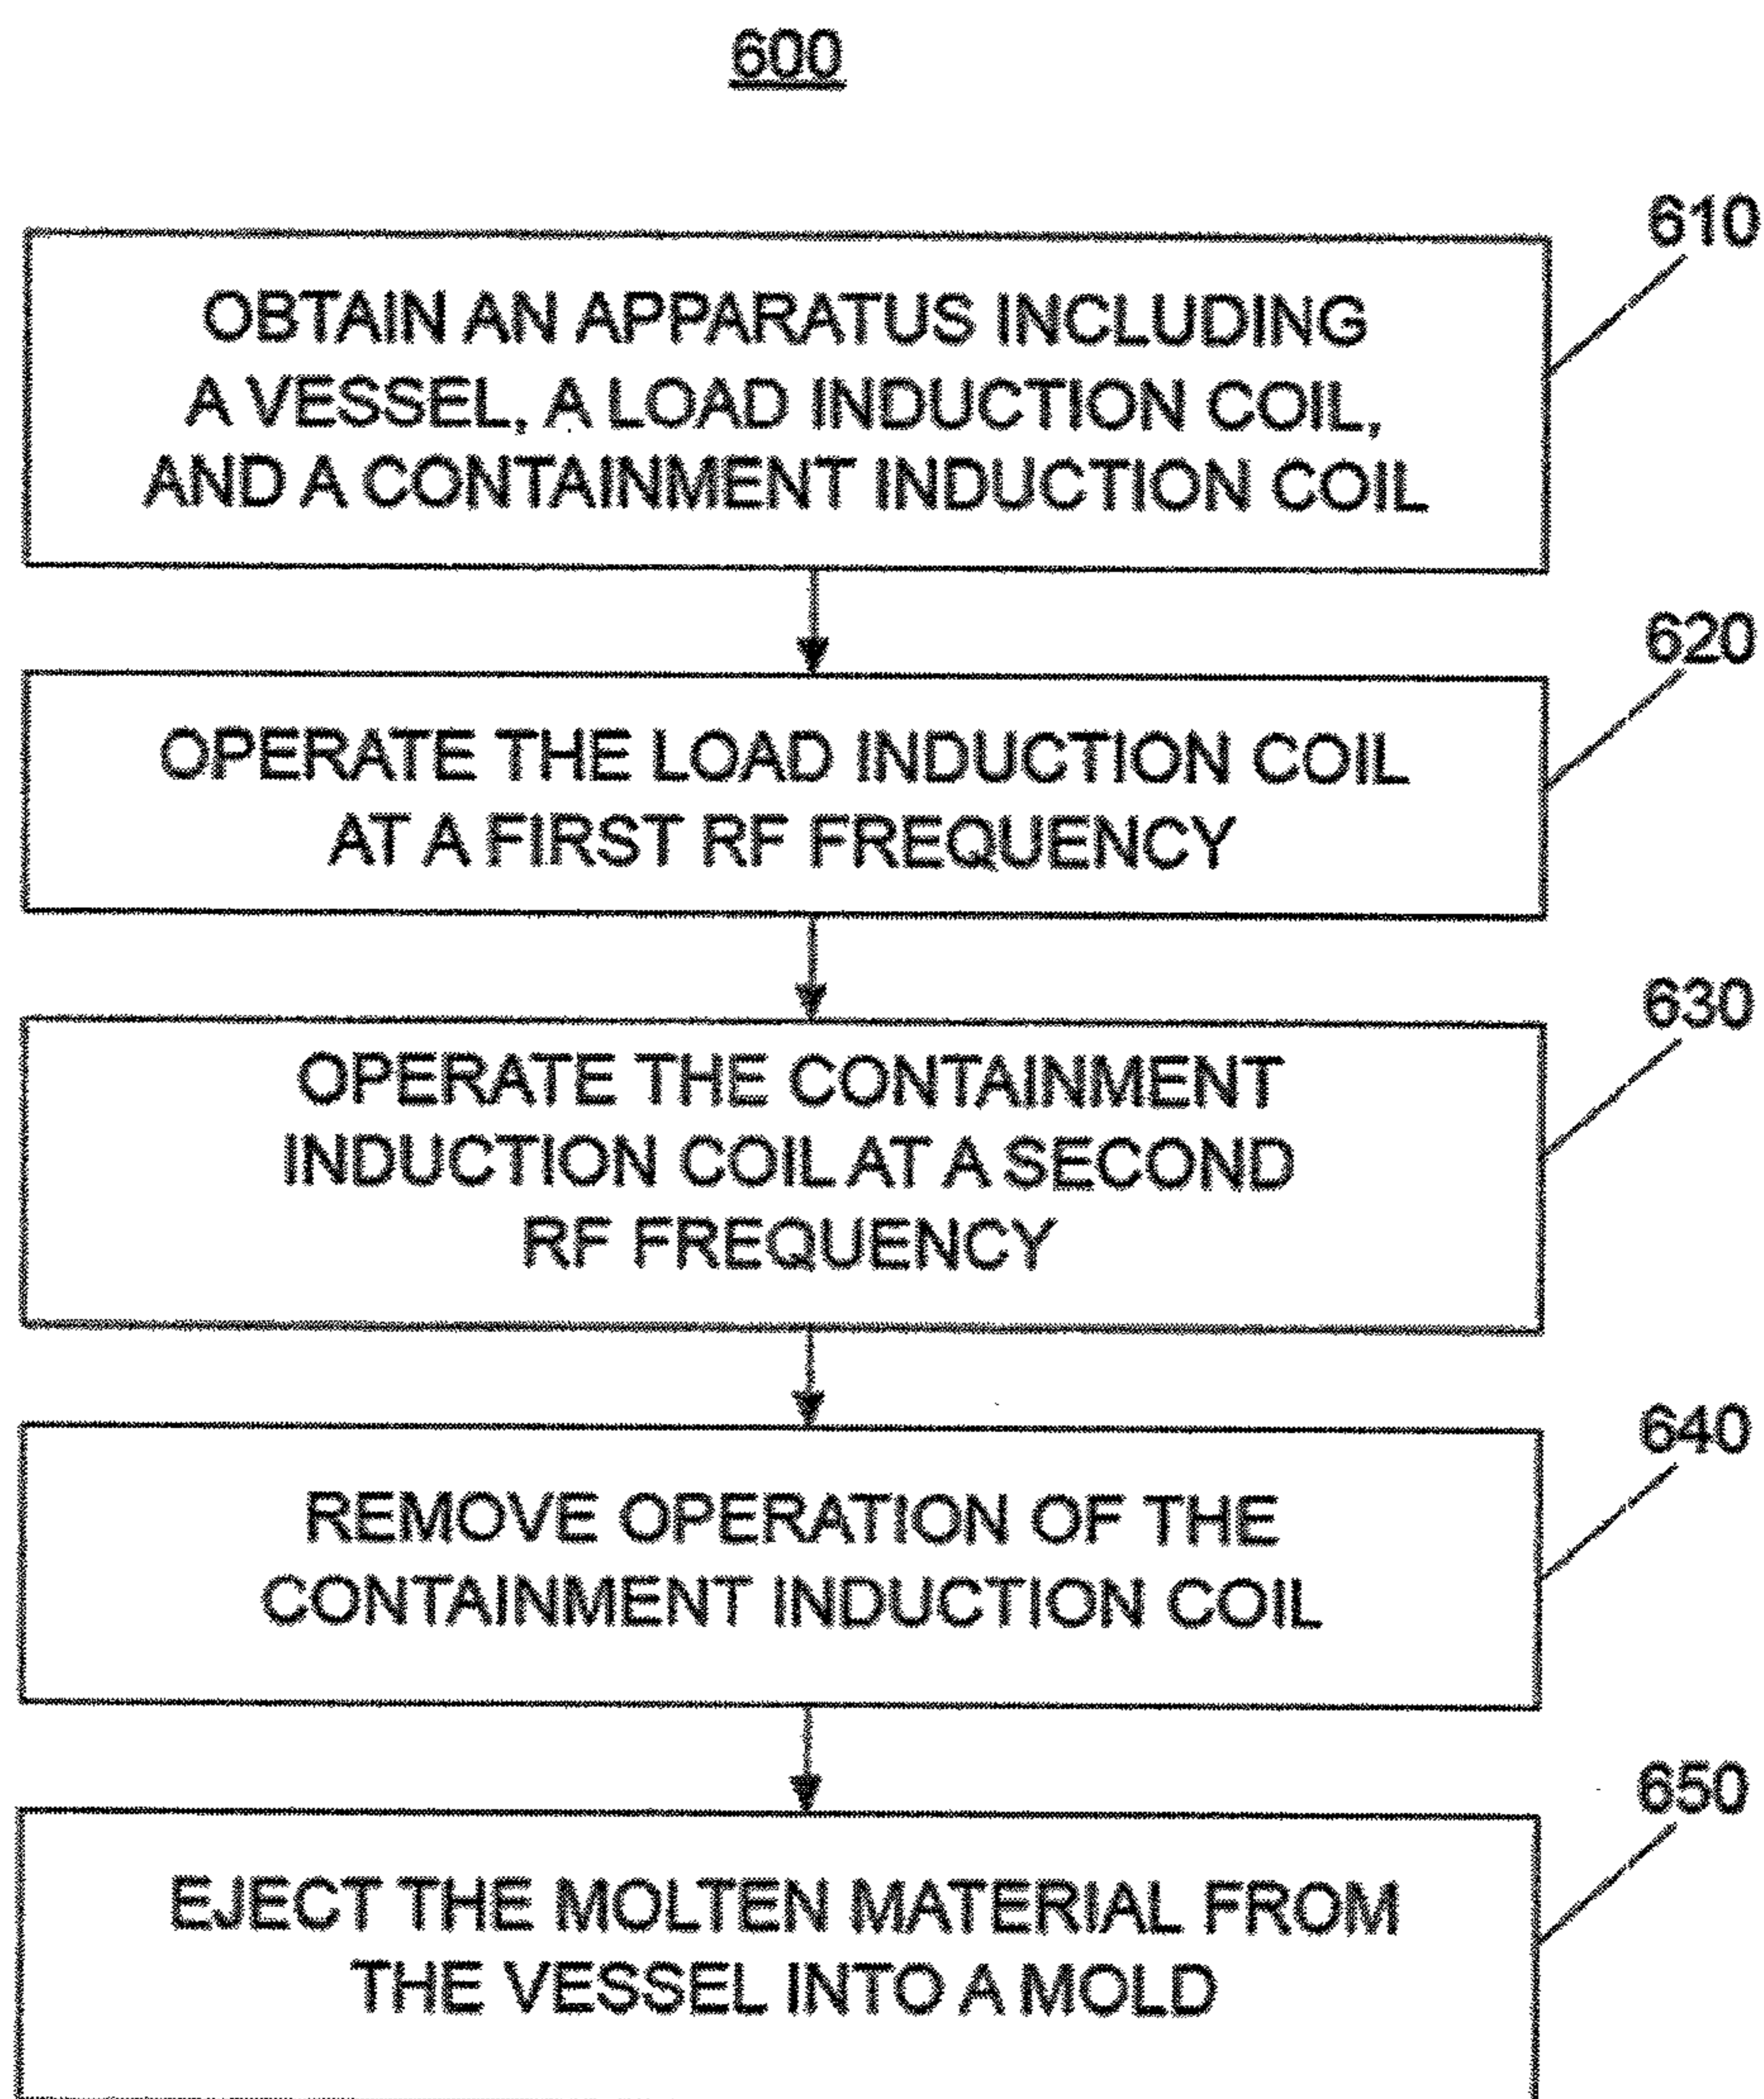 600
610
OBTAIN AN APPARATUS INCLUDING
A VESSEL, A LOAD INDUCTION COIL,
AND A CONTAINMENT INDUCTION COIL
620
OPERATE THE LOAD INDUCTION COIL
AT A FIRST RF FREQUENCY
630
OPERATE THE CONTAINMENT
INDUCTION COIL AT A SECOND
RF FREQUENCY
640
REMOVE OPERATION OF THE
CONTAINMENT INDUCTION COIL
650
EJECT THE MOLTEN MATERIAL FROM
THE VESSEL INTO A MOLD